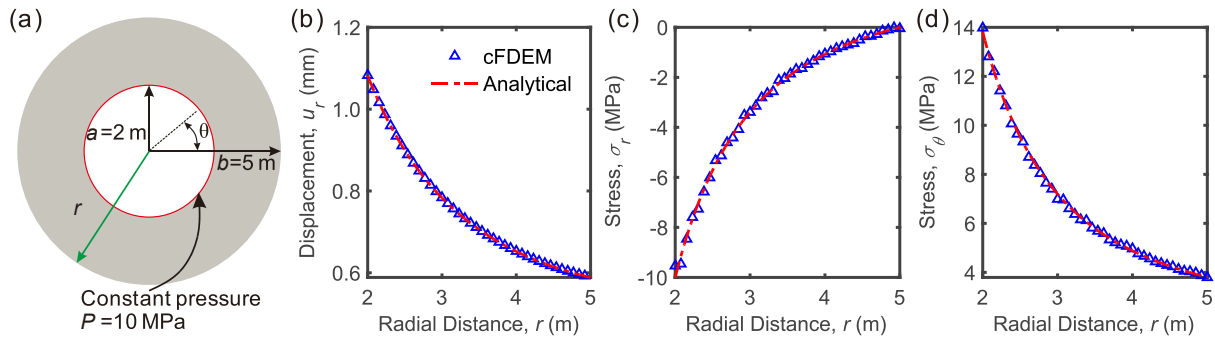 (a)
a=2 m
θ
b=5 m
r
Constant pressure
P=10 MPa
(b)
Displacement, u_r (mm)
1.2
1.0
0.8
0.6
2
3
4
5
Radial Distance, r (m)
cFDEM
Analytical
(c)
Stress, σ_r (MPa)
0
-2
-4
-6
-8
-10
2
3
4
5
Radial Distance, r (m)
(d)
Stress, σ_θ (MPa)
14
12
10
8
6
4
2
3
4
5
Radial Distance, r (m)